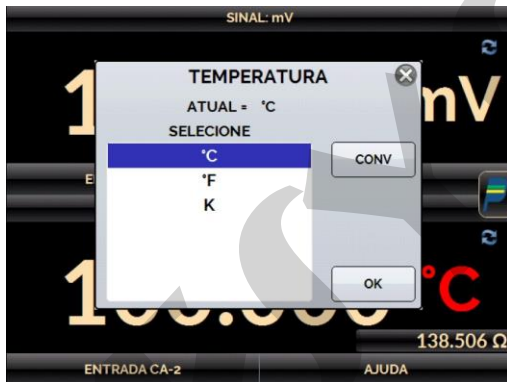 SINAL: mV
mV
TEMPERATURA
ATUAL = °C
SELECIONE
°C
°F
K
CONV
OK
°C
138.506 Ω
ENTRADA CA-2
AJUDA